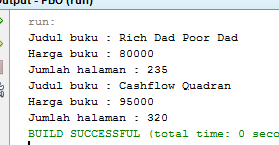 Output - PBO (run)
run:
Judul buku : Rich Dad Poor Dad
Harga buku : 80000
Jumlah halaman : 235
Judul buku : Cashflow Quadran
Harga buku : 95000
Jumlah halaman : 320
BUILD SUCCESSFUL (total time: 0 seco